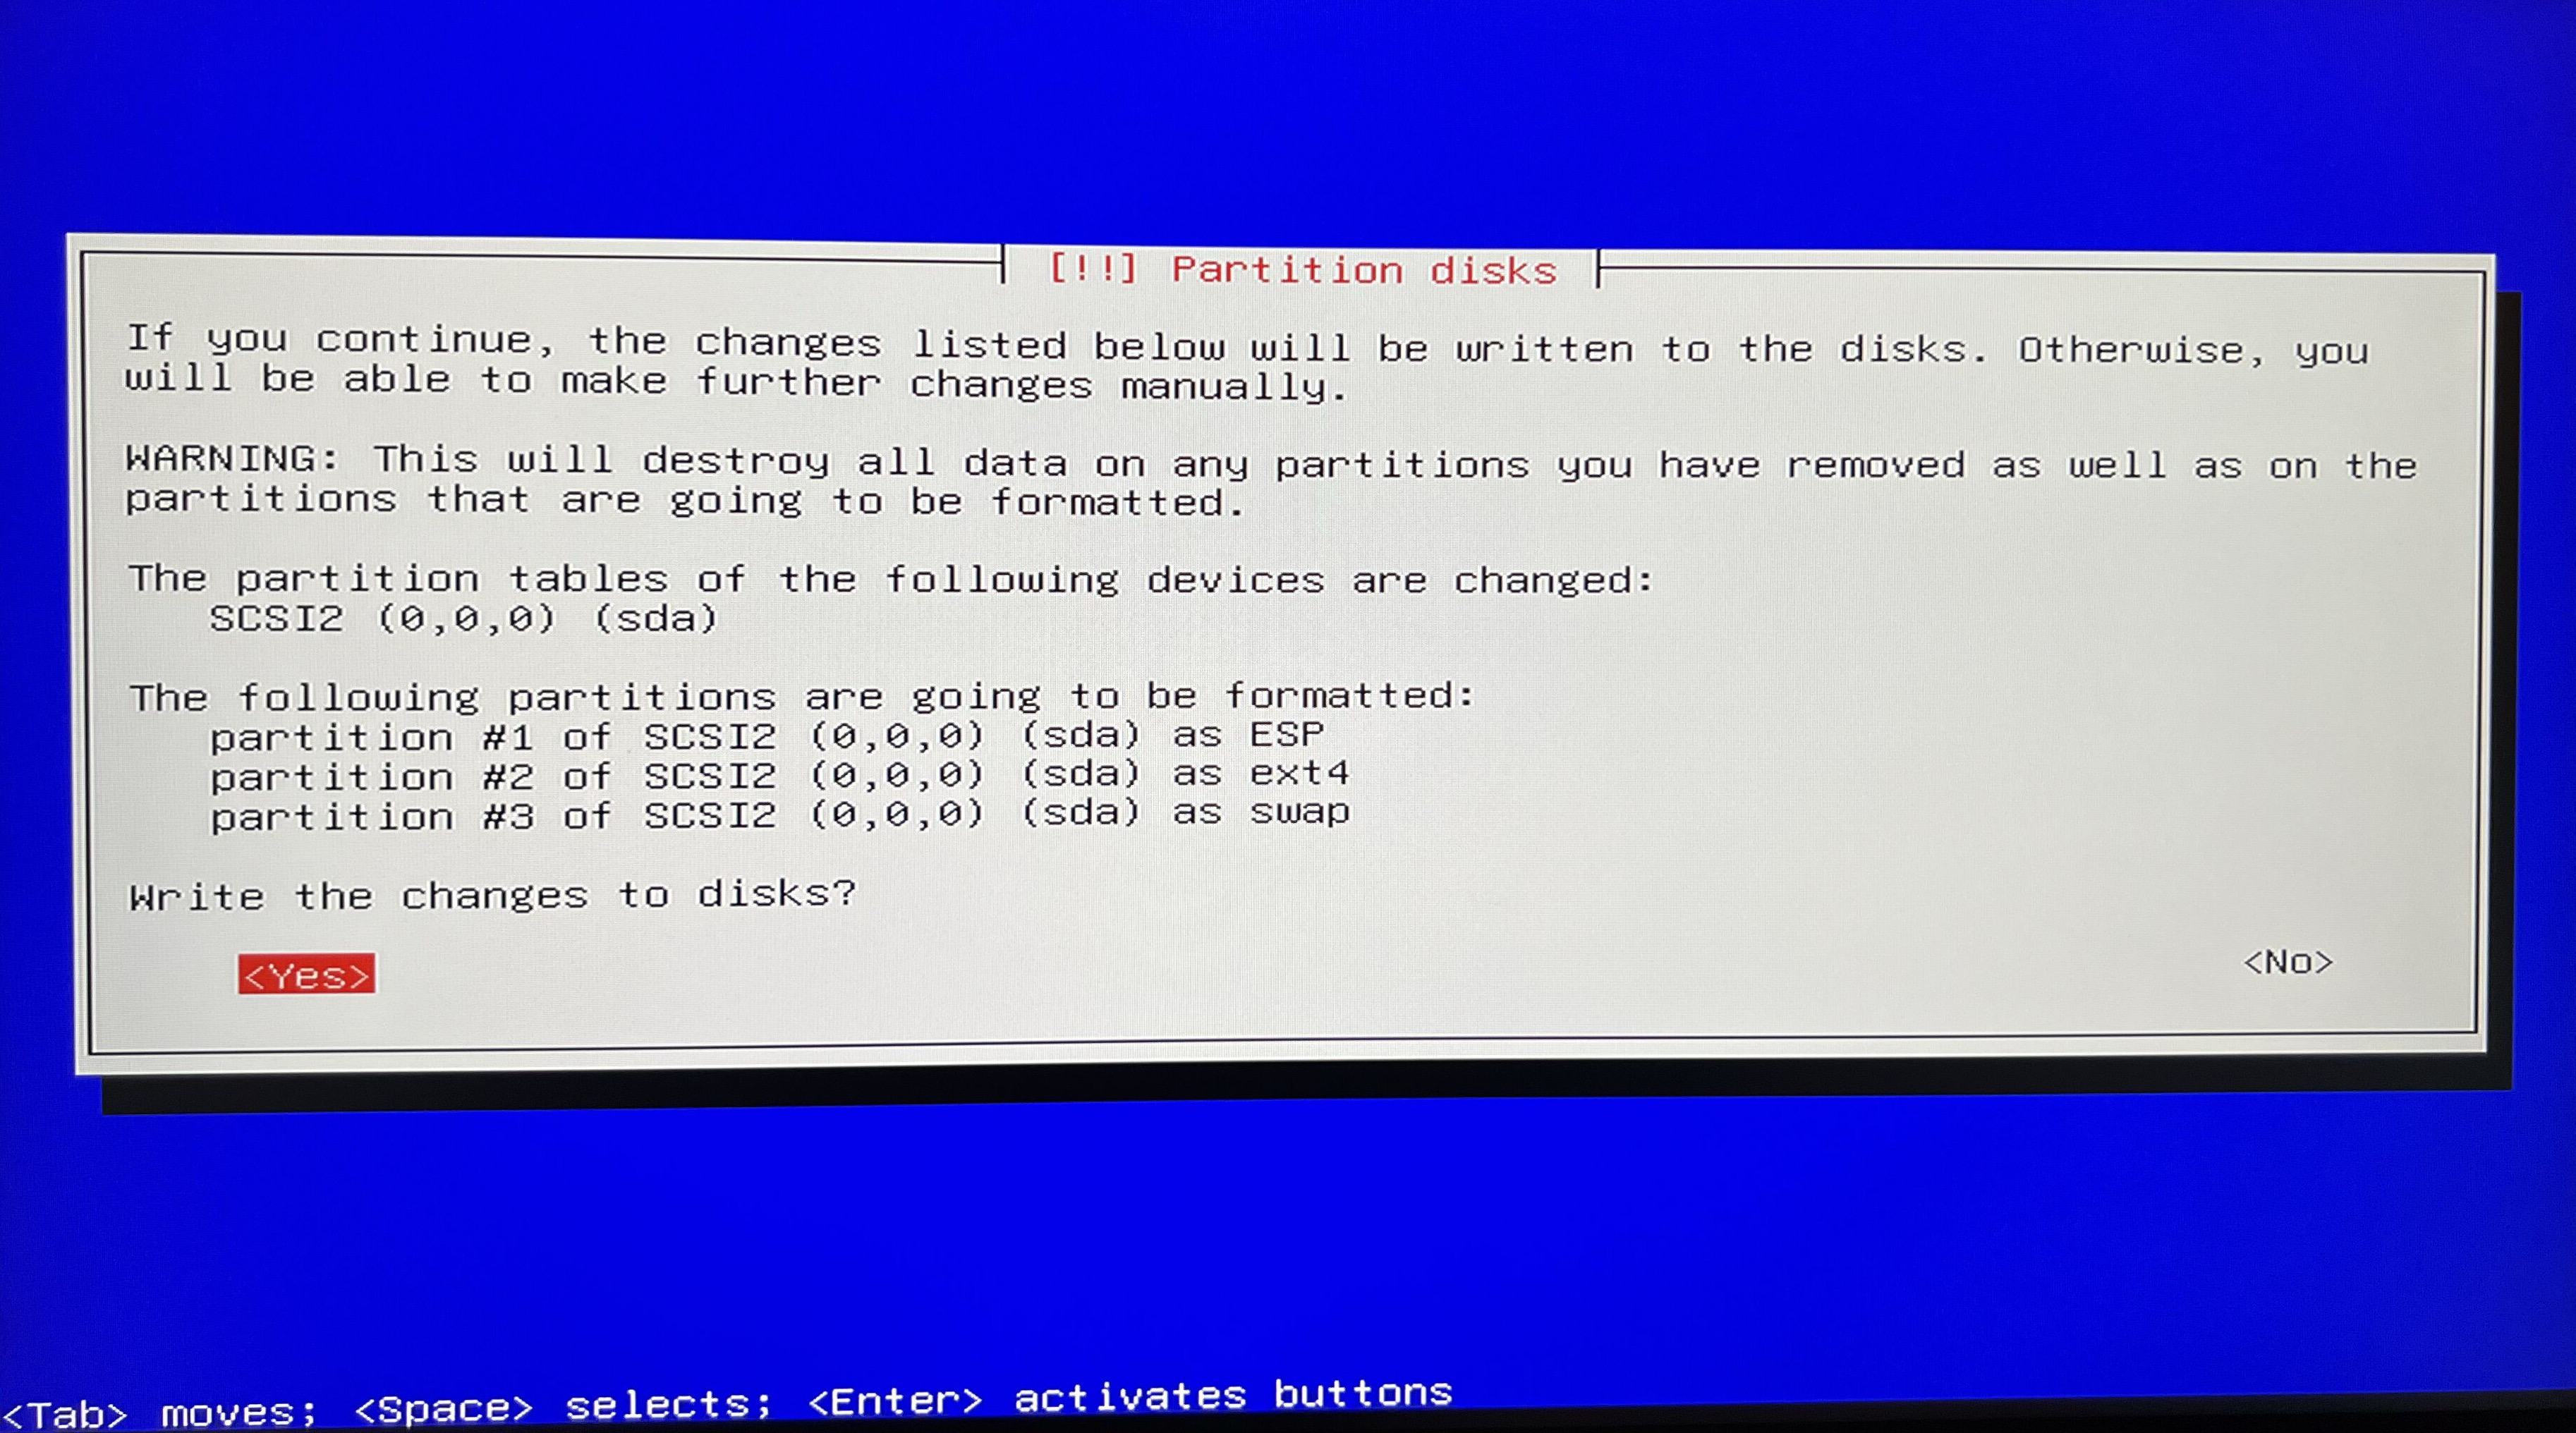 [!!] Partition disks
If you continue, the changes listed below will be written to the disks. Otherwise, you
will be able to make further changes manually.
WARNING: This will destroy all data on any partitions you have removed as well as on the
partitions that are going to be formatted.
The partition tables of the following devices are changed:
SCSI2 (0,0,0) (sda)
The following partitions are going to be formatted:
partition #1 of SCSI2 (0,0,0) (sda) as ESP
partition #2 of SCSI2 (0,0,0) (sda) as ext4
partition #3 of SCSI2 (0,0,0) (sda) as swap
Write the changes to disks?
<Yes> <No>
<Tab> moves; <Space> selects; <Enter> activates buttons